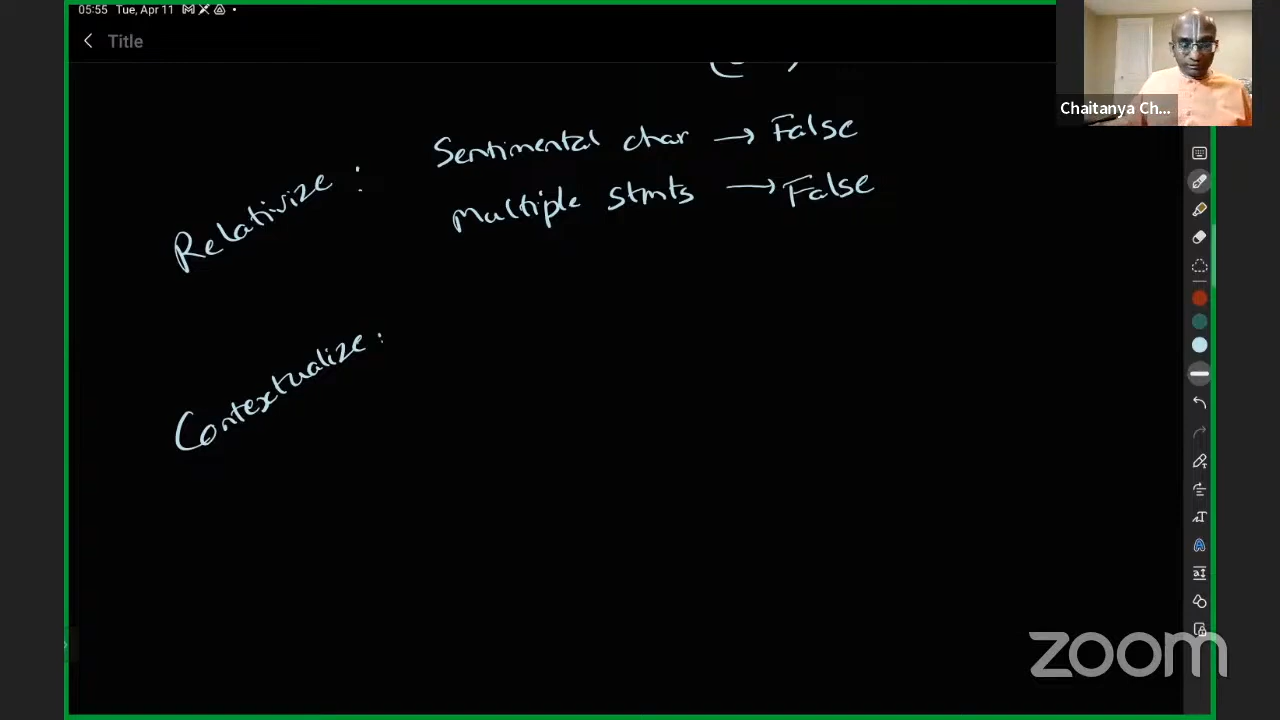 05:55 Tue, Apr 11
Title
Chaitanya Ch...
Sentimental char → False
Relativize : Multiple stmts → False
Contextualize :
zoom